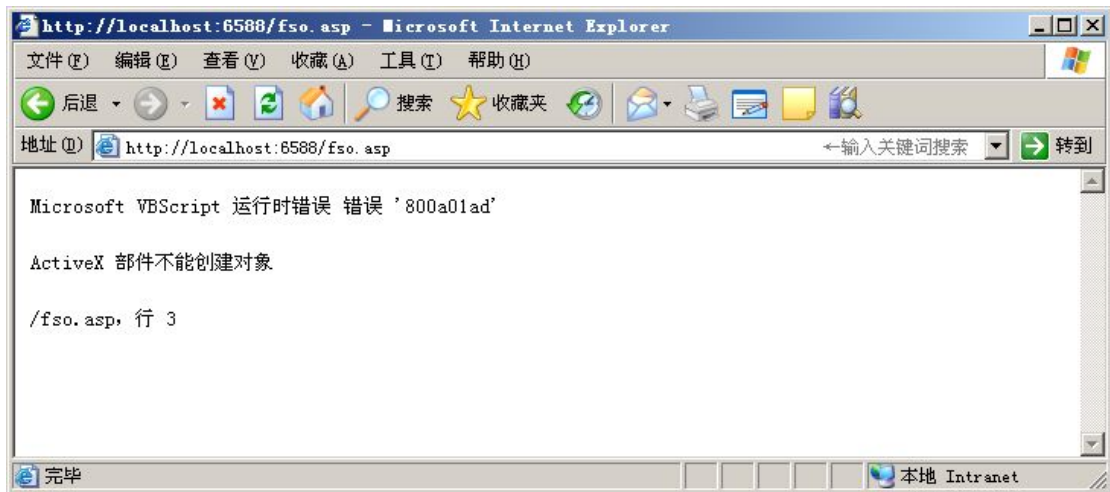 http://localhost:6588/fso.asp - Microsoft Internet Explorer
文件(F) 编辑(E) 查看(V) 收藏(A) 工具(T) 帮助(H)
后退 搜索 收藏夹
地址(D) http://localhost:6588/fso.asp ←输入关键词搜索 转到
Microsoft VBScript 运行时错误 错误 '800a01ad'
ActiveX 部件不能创建对象
/fso.asp，行 3
完毕 本地 Intranet